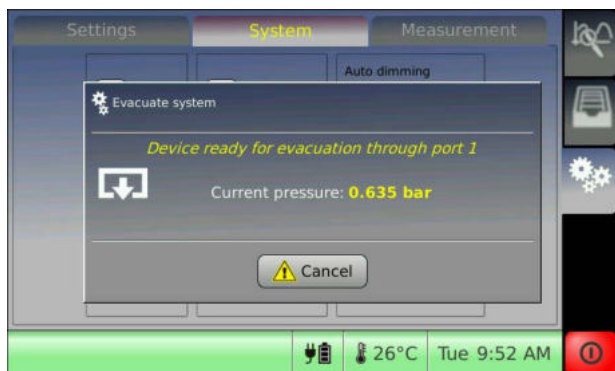 Settings
System
Measurement
Auto dimming
Evacuate system
Device ready for evacuation through port 1
Current pressure: 0.635 bar
Cancel
26°C
Tue 9:52 AM